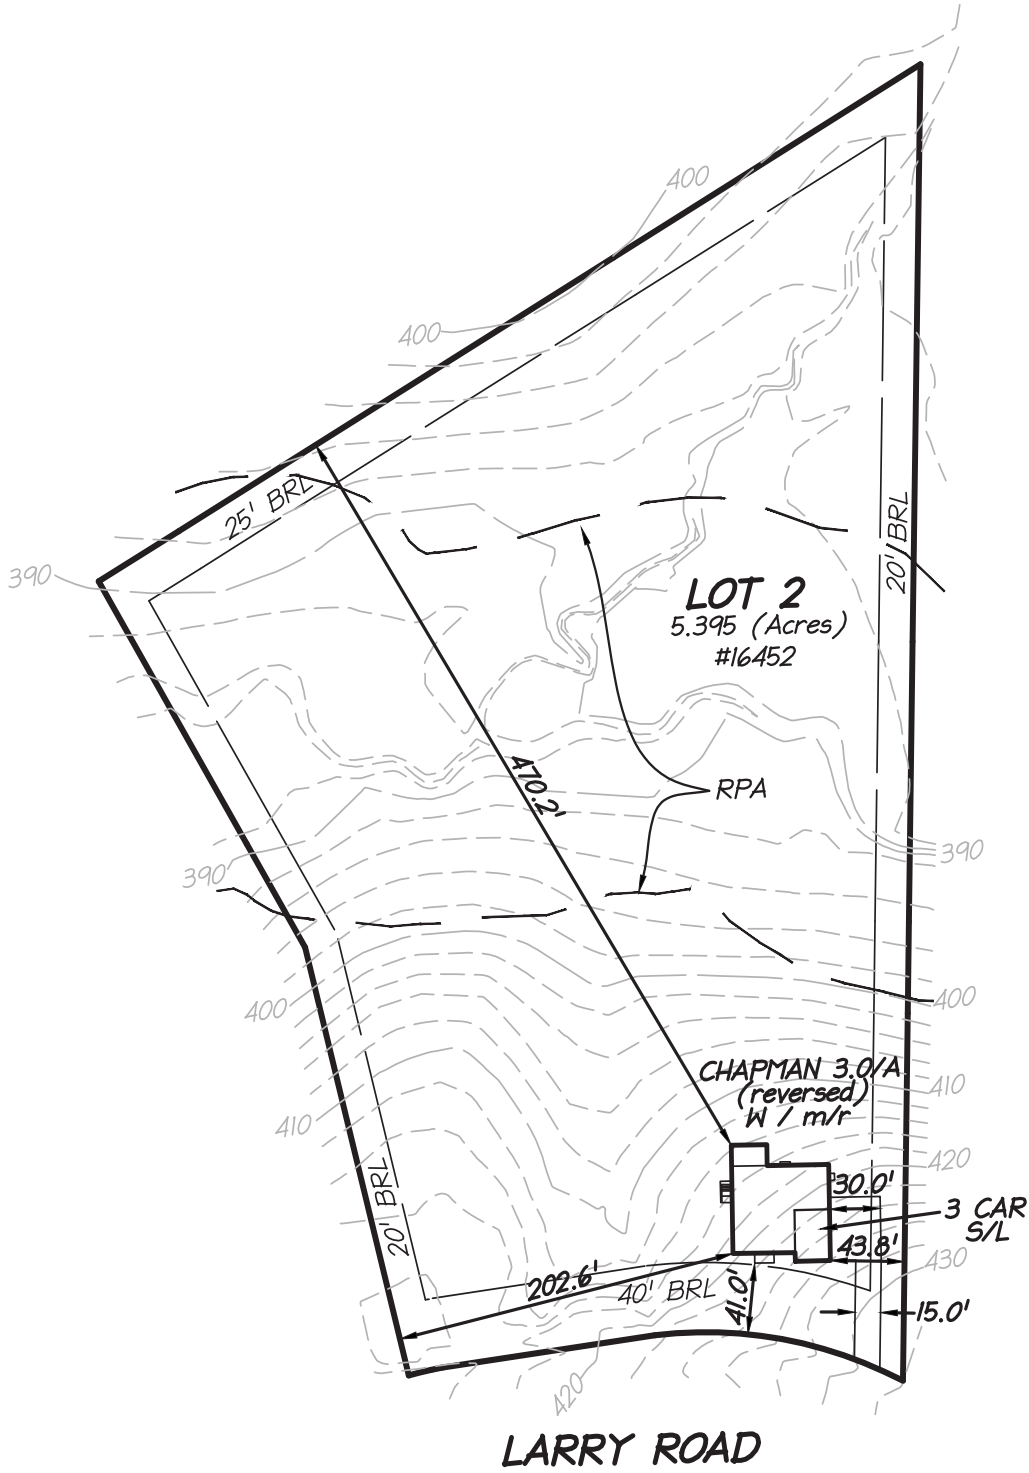 400
400
25' BRL
390
20' BRL
LOT 2
5.395 (Acres)
#16452
470.2'
RPA
390
390
400
400
CHAPMAN 3.0/A
(reversed)
W / m/r
410
410
420
20' BRL
30.0'
3 CAR
S/L
43.8'
430
202.6'
40' BRL
41.0'
15.0'
420
LARRY ROAD